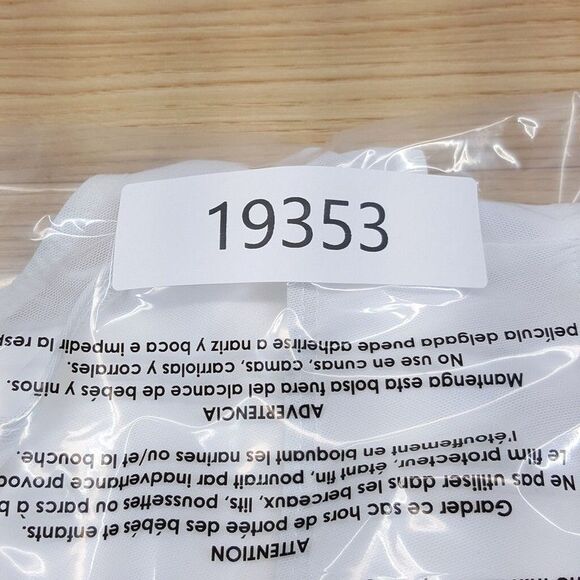 19353
ATTENTION
Garder ce sac hors de portée des bébés et enfants.
Ne pas utiliser dans les berceaux, lits, poussettes ou parcs à b
Le film protecteur, étant fin, pourrait par inadvertance provoq
l'étouffement en bloquant les narines ou/et la bouche.
ADVERTENCIA
Mantenga esta bolsa fuera del alcance de bebés y niños.
No use en cunas, camas, carriolas y corrales.
película delgada puede adherirse a nariz y boca e impedir la resp